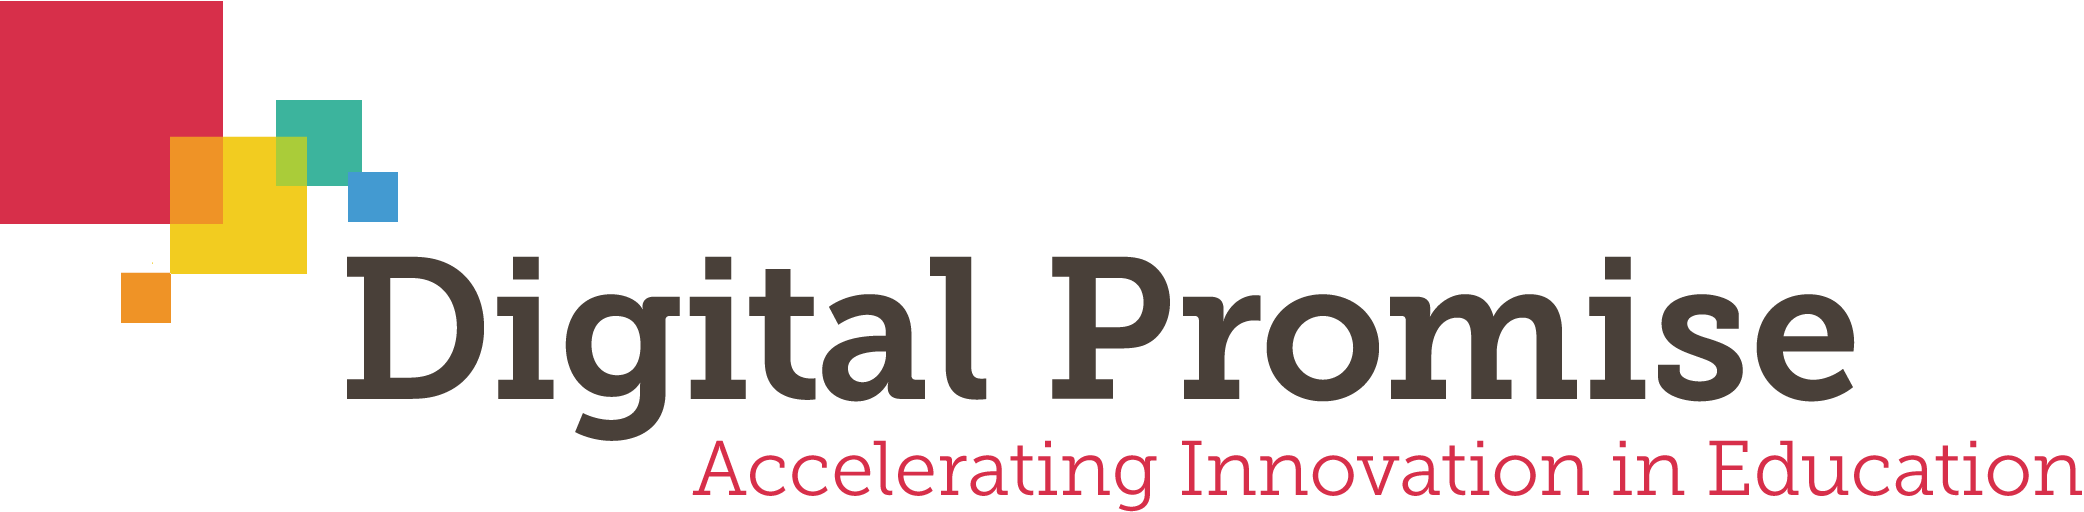 Digital Promise
Accelerating Innovation in Education